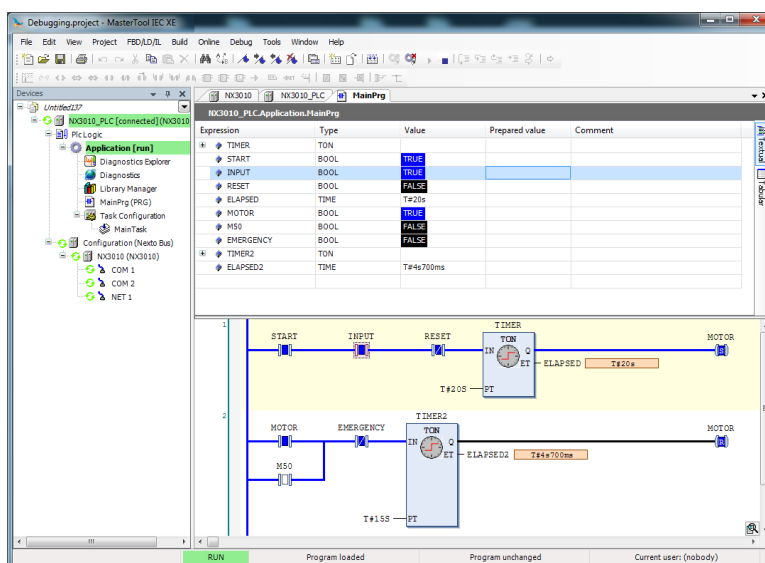 Debugging.project - MasterTool IEC XE
File Edit View Project FBD/LD/IL Build Online Debug Tools Window Help
Devices
Untitled137
NX3010_PLC [connected] (NX3010
Plc Logic
Application [run]
Diagnostics Explorer
Diagnostics
Library Manager
MainPrg (PRG)
Task Configuration
MainTask
Configuration (Nexto Bus)
NX3010 (NX3010)
COM 1
COM 2
NET 1
NX3010 NX3010_PLC MainPrg
NX3010_PLC.Application.MainPrg
Expression Type Value Prepared value Comment
TIMER TON
START BOOL TRUE
INPUT BOOL TRUE
RESET BOOL FALSE
ELAPSED TIME T#20s
MOTOR BOOL TRUE
M50 BOOL FALSE
EMERGENCY BOOL FALSE
TIMER2 TON
ELAPSED2 TIME T#4s700ms
Textual
Tabular
1
TIMER
START INPUT RESET TON MOTOR
IN Q S
ET ELAPSED T#20s
T#20S PT
2
TIMER2
MOTOR EMERGENCY TON MOTOR
IN Q R
ET ELAPSED2 T#4s700ms
M50
T#15S PT
RUN Program loaded Program unchanged Current user: (nobody)